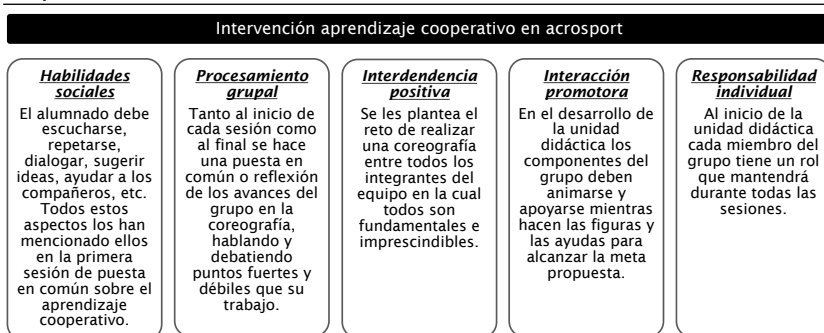 Intervención aprendizaje cooperativo en acrosport
Habilidades
sociales
El alumnado debe
escucharse,
repetarse,
dialogar, sugerir
ideas, ayudar a los
compañeros, etc.
Todos estos
aspectos los han
mencionado ellos
en la primera
sesión de puesta
en común sobre el
aprendizaje
cooperativo.
Procesamiento
grupal
Tanto al inicio de
cada sesión como
al final se hace
una puesta en
común o reflexión
de los avances del
grupo en la
coreografía,
hablando y
debatiendo
puntos fuertes y
débiles que su
trabajo.
Interdendencia
positiva
Se les plantea el
reto de realizar
una coreografía
entre todos los
integrantes del
equipo en la cual
todos son
fundamentales e
imprescindibles.
Interacción
promotora
En el desarrollo de
la unidad
didáctica los
componentes del
grupo deben
animarse y
apoyarse mientras
hacen las figuras y
las ayudas para
alcanzar la meta
propuesta.
Responsabilidad
individual
Al inicio de la
unidad didáctica
cada miembro del
grupo tiene un rol
que mantendrá
durante todas las
sesiones.